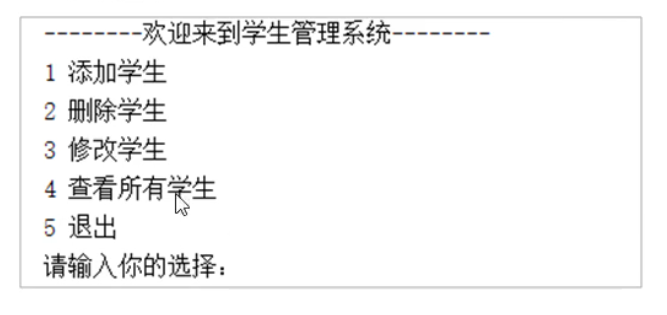 --------欢迎来到学生管理系统--------
1 添加学生
2 删除学生
3 修改学生
4 查看所有学生
5 退出
请输入你的选择：